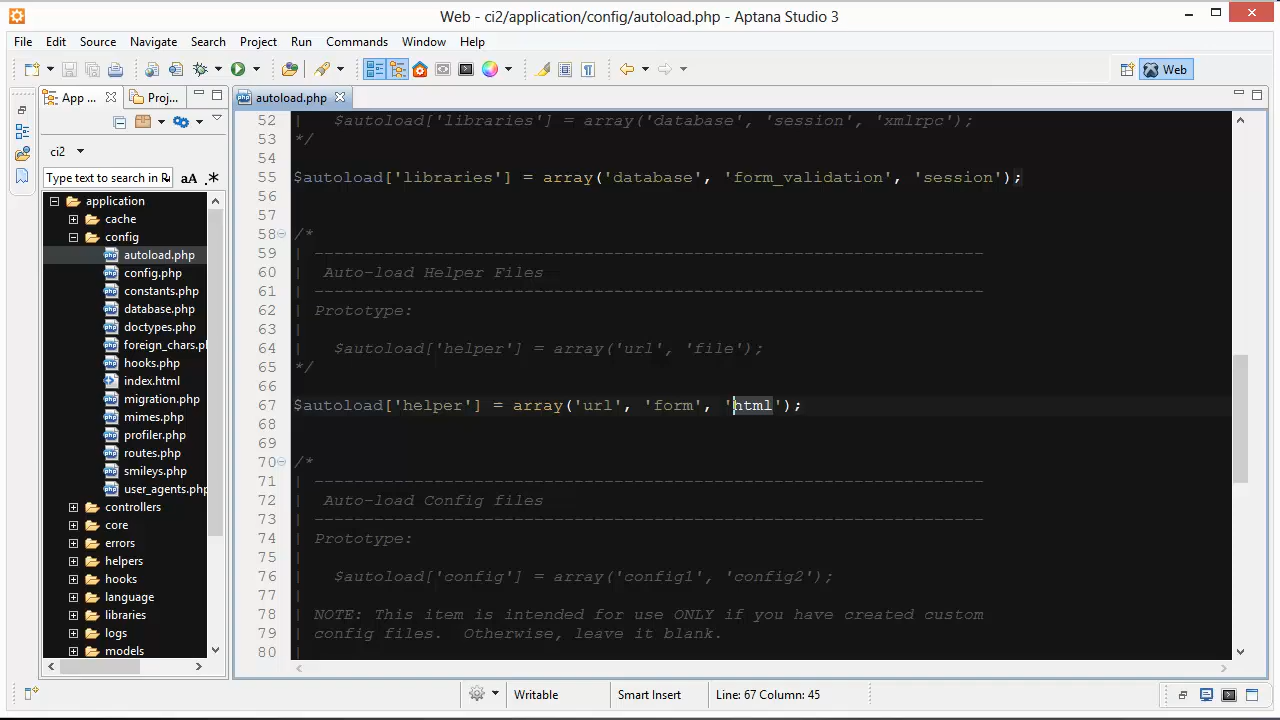 Web - ci2/application/config/autoload.php - Aptana Studio 3
File Edit Source Navigate Search Project Run Commands Window Help
Web
App ... Proj...
autoload.php
ci2
Type text to search in
aA .*
application
cache
config
autoload.php
config.php
constants.php
database.php
doctypes.php
foreign_chars.pl
hooks.php
index.html
migration.php
mimes.php
profiler.php
routes.php
smileys.php
user_agents.php
controllers
core
errors
helpers
hooks
language
libraries
logs
models
52 | $autoload['libraries'] = array('database', 'session', 'xmlrpc');
53 */
54
55 $autoload['libraries'] = array('database', 'form_validation', 'session');
56
57
58 /*
59 | -------------------------------------------------------------------
60 | Auto-load Helper Files
61 | -------------------------------------------------------------------
62 | Prototype:
63 |
64 | $autoload['helper'] = array('url', 'file');
65 */
66
67 $autoload['helper'] = array('url', 'form', 'html');
68
69
70 /*
71 | -------------------------------------------------------------------
72 | Auto-load Config files
73 | -------------------------------------------------------------------
74 | Prototype:
75 |
76 | $autoload['config'] = array('config1', 'config2');
77 |
78 | NOTE: This item is intended for use ONLY if you have created custom
79 | config files. Otherwise, leave it blank.
80 |
Writable Smart Insert Line: 67 Column: 45